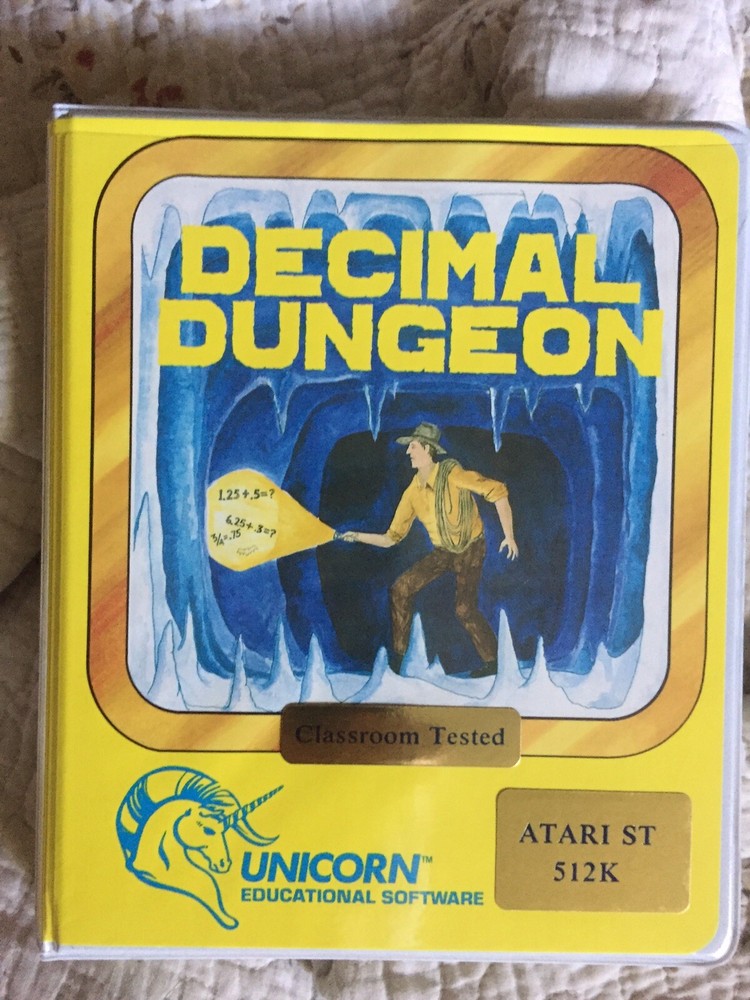 DECIMAL
DUNGEON
1.25+.5=?
6.25+.3=?
3/4=.75
Classroom Tested
UNICORN™
EDUCATIONAL SOFTWARE
ATARI ST
512K